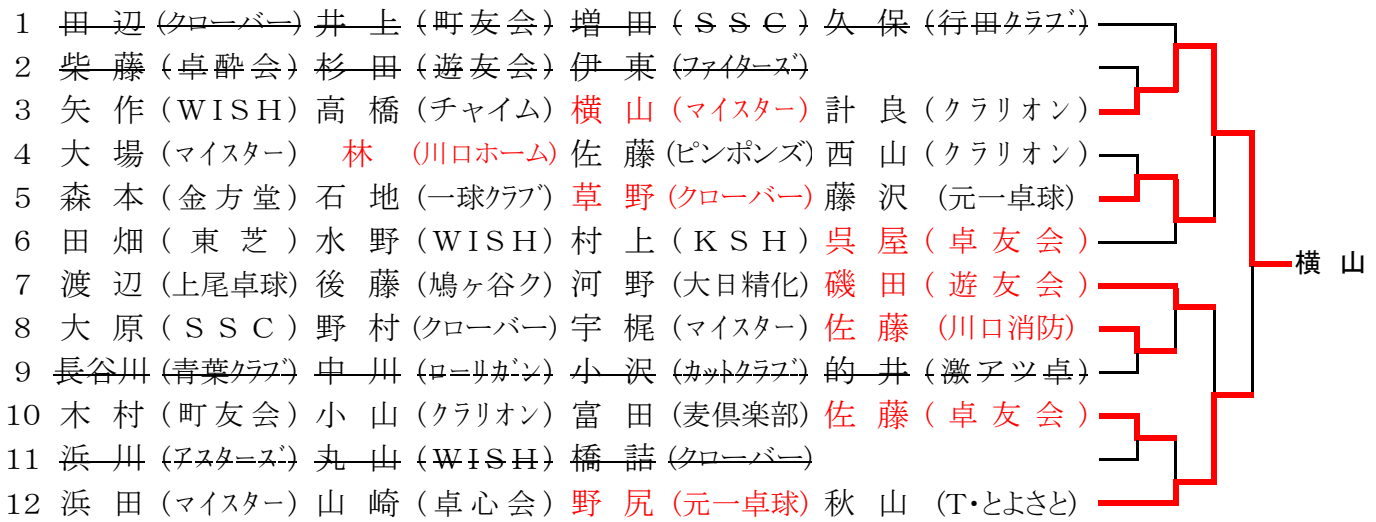 1 田辺 (クローバー) 井上 (町友会) 増田 (SSC) 久保 (行田クラブ)
2 柴藤 (卓酔会) 杉田 (遊友会) 伊東 (ファイターズ)
3 矢作 (WISH) 高橋 (チャイム) 横山 (マイスター) 計良 (クラリオン)
4 大場 (マイスター) 林 (川口ホーム) 佐藤 (ピンポンズ) 西山 (クラリオン)
5 森本 (金方堂) 石地 (一球クラブ) 草野 (クローバー) 藤沢 (元一卓球)
6 田畑 (東芝) 水野 (WISH) 村上 (KSH) 呉屋 (卓友会)
横山
7 渡辺 (上尾卓球) 後藤 (鳩ヶ谷ク) 河野 (大日精化) 磯田 (遊友会)
8 大原 (SSC) 野村 (クローバー) 宇梶 (マイスター) 佐藤 (川口消防)
9 長谷川 (青葉クラブ) 中川 (ローリガン) 小沢 (カットクラブ) 的井 (激アツ卓)
10 木村 (町友会) 小山 (クラリオン) 富田 (麦倶楽部) 佐藤 (卓友会)
11 浜川 (アスターズ) 丸山 (WISH) 橋詰 (クローバー)
12 浜田 (マイスター) 山崎 (卓心会) 野尻 (元一卓球) 秋山 (T・とよさと)